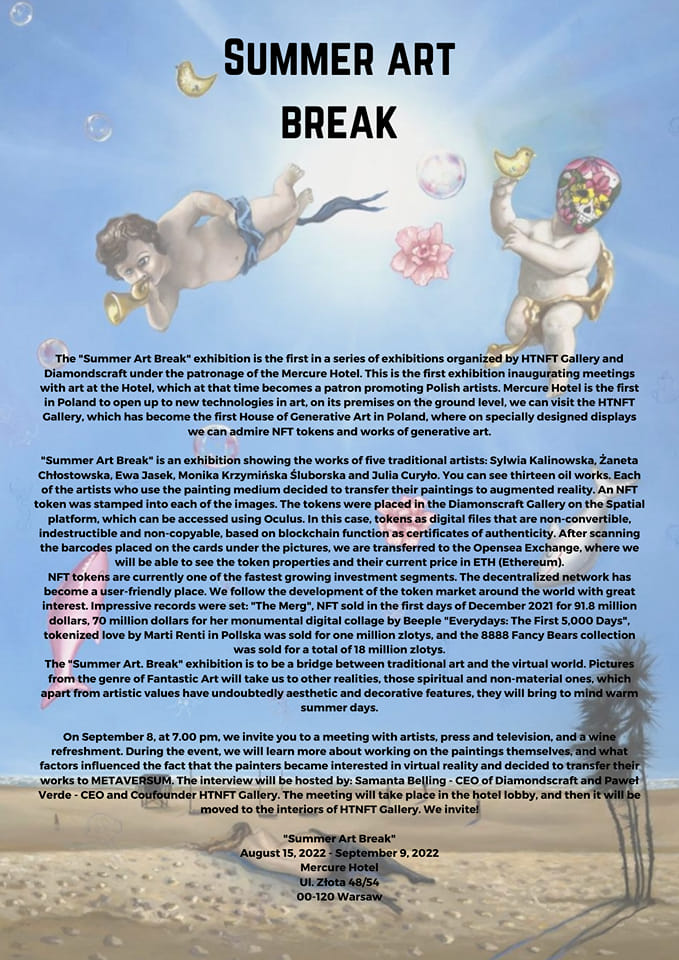 SUMMER ART
BREAK
The "Summer Art Break" exhibition is the first in a series of exhibitions organized by HTNFT Gallery and
Diamondscraft under the patronage of the Mercure Hotel. This is the first exhibition inaugurating meetings
with art at the Hotel, which at that time becomes a patron promoting Polish artists. Mercure Hotel is the first
in Poland to open up to new technologies in art, on its premises on the ground level, we can visit the HTNFT
Gallery, which has become the first House of Generative Art in Poland, where on specially designed displays
we can admire NFT tokens and works of generative art.
"Summer Art Break" is an exhibition showing the works of five traditional artists: Sylwia Kalinowska, Żaneta
Chłostowska, Ewa Jasek, Monika Krzymińska Śluborska and Julia Curyło. You can see thirteen oil works. Each
of the artists who use the painting medium decided to transfer their paintings to augmented reality. An NFT
token was stamped into each of the images. The tokens were placed in the Diamonscraft Gallery on the Spatial
platform, which can be accessed using Oculus. In this case, tokens as digital files that are non-convertible,
indestructible and non-copyable, based on blockchain function as certificates of authenticity. After scanning
the barcodes placed on the cards under the pictures, we are transferred to the Opensea Exchange, where we
will be able to see the token properties and their current price in ETH (Ethereum).
NFT tokens are currently one of the fastest growing investment segments. The decentralized network has
become a user-friendly place. We follow the development of the token market around the world with great
interest. Impressive records were set: "The Merg", NFT sold in the first days of December 2021 for 91.8 million
dollars, 70 million dollars for her monumental digital collage by Beeple "Everydays: The First 5,000 Days",
tokenized love by Marti Renti in Pollska was sold for one million zlotys, and the 8888 Fancy Bears collection
was sold for a total of 18 million zlotys.
The "Summer Art. Break" exhibition is to be a bridge between traditional art and the virtual world. Pictures
from the genre of Fantastic Art will take us to other realities, those spiritual and non-material ones, which
apart from artistic values have undoubtedly aesthetic and decorative features, they will bring to mind warm
summer days.
On September 8, at 7.00 pm, we invite you to a meeting with artists, press and television, and a wine
refreshment. During the event, we will learn more about working on the paintings themselves, and what
factors influenced the fact that the painters became interested in virtual reality and decided to transfer their
works to METAVERSUM. The interview will be hosted by: Samanta Belling - CEO of Diamondscraft and Paweł
Verde - CEO and Coufounder HTNFT Gallery. The meeting will take place in the hotel lobby, and then it will be
moved to the interiors of HTNFT Gallery. We invite!
"Summer Art Break"
August 15, 2022 - September 9, 2022
Mercure Hotel
Ul. Złota 48/54
00-120 Warsaw